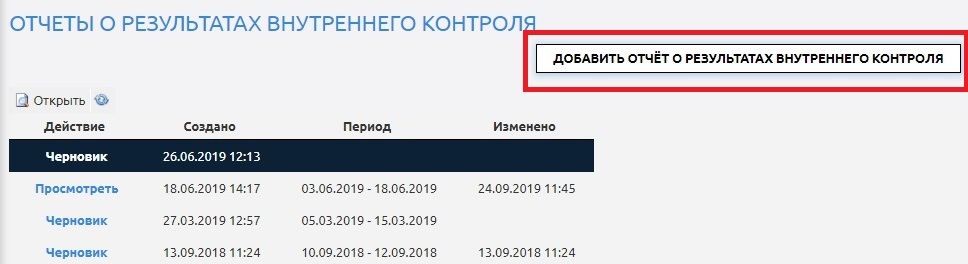 ОТЧЕТЫ О РЕЗУЛЬТАТАХ ВНУТРЕННЕГО КОНТРОЛЯ
ДОБАВИТЬ ОТЧЁТ О РЕЗУЛЬТАТАХ ВНУТРЕННЕГО КОНТРОЛЯ
Открыть
Действие Создано Период Изменено
Черновик 26.06.2019 12:13
Просмотреть 18.06.2019 14:17 03.06.2019 - 18.06.2019 24.09.2019 11:45
Черновик 27.03.2019 12:57 05.03.2019 - 15.03.2019
Черновик 13.09.2018 11:24 10.09.2018 - 12.09.2018 13.09.2018 11:24